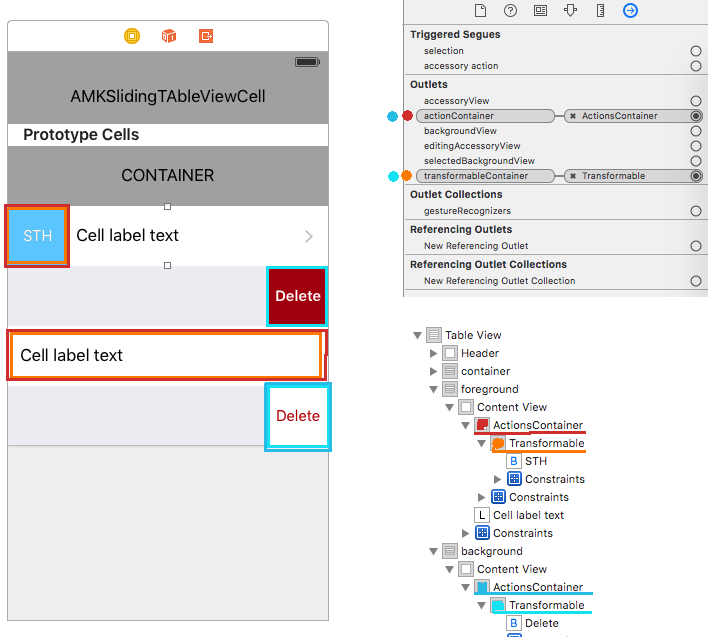 AMKSlidingTAbleViewCell
Prototype Cells
CONTAINER
STH
Cell label text
Delete
Cell label text
Delete
Triggered Segues
selection
accessory action
Outlets
accessoryView
actionContainer ActionsContainer
backgroundView
editingAccessoryView
selectedBackgroundView
transformableContainer Transformable
Outlet Collections
gestureRecognizers
Referencing Outlets
New Referencing Outlet
Referencing Outlet Collections
New Referencing Outlet Collection
Table View
Header
container
foreground
Content View
ActionsContainer
Transformable
B STH
Constraints
Constraints
L Cell label text
Constraints
background
Content View
ActionsContainer
Transformable
B Delete